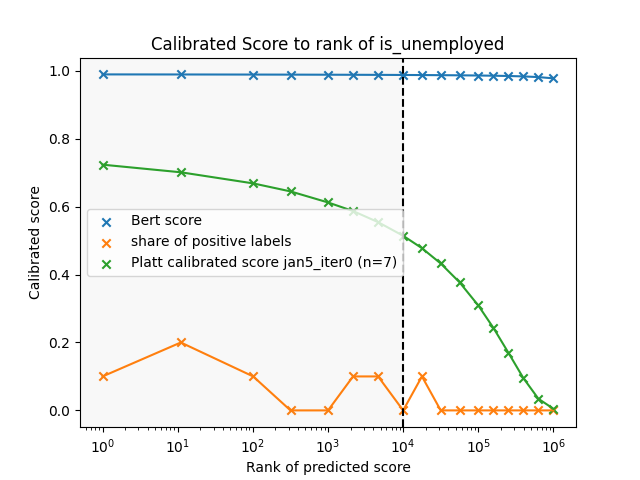 Calibrated Score to rank of is_unemployed
Calibrated score
1.0
0.8
0.6
0.4
0.2
0.0
Bert score
share of positive labels
Platt calibrated score jan5_iter0 (n=7)
10⁰ 10¹ 10² 10³ 10⁴ 10⁵ 10⁶
Rank of predicted score